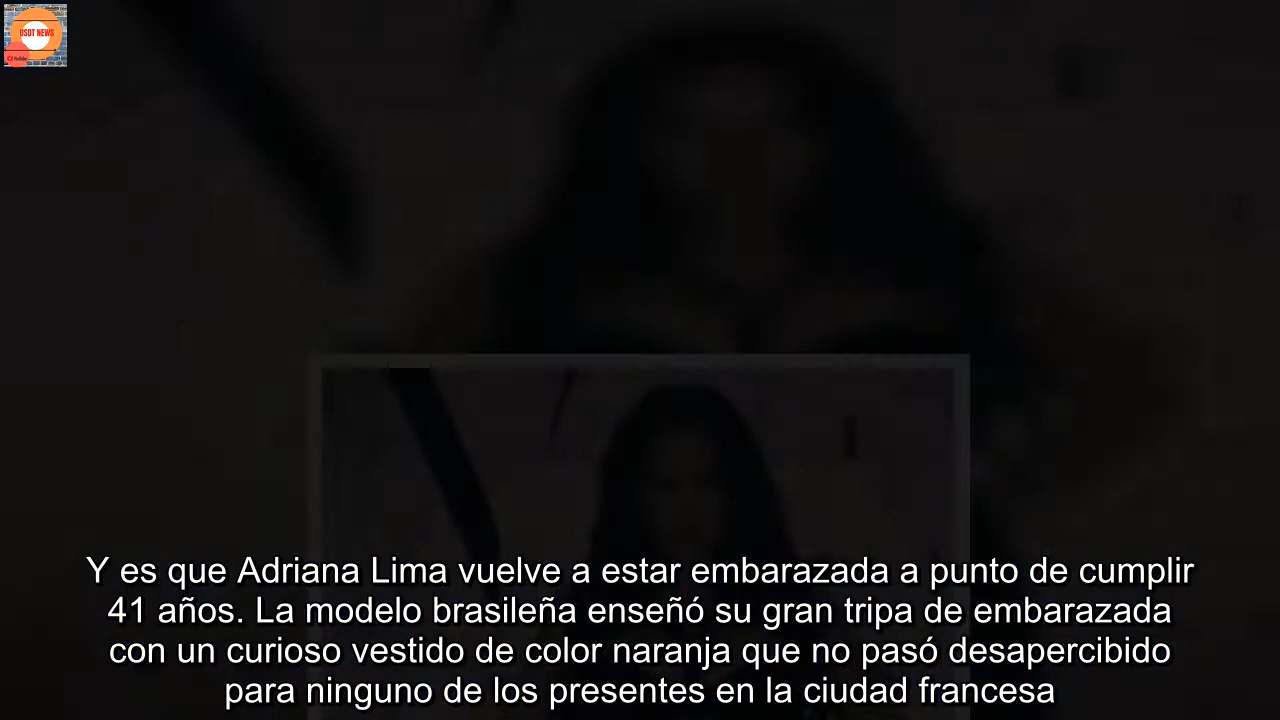 USDT NEWS
Y es que Adriana Lima vuelve a estar embarazada a punto de cumplir
41 años. La modelo brasileña enseñó su gran tripa de embarazada
con un curioso vestido de color naranja que no pasó desapercibido
para ninguno de los presentes en la ciudad francesa